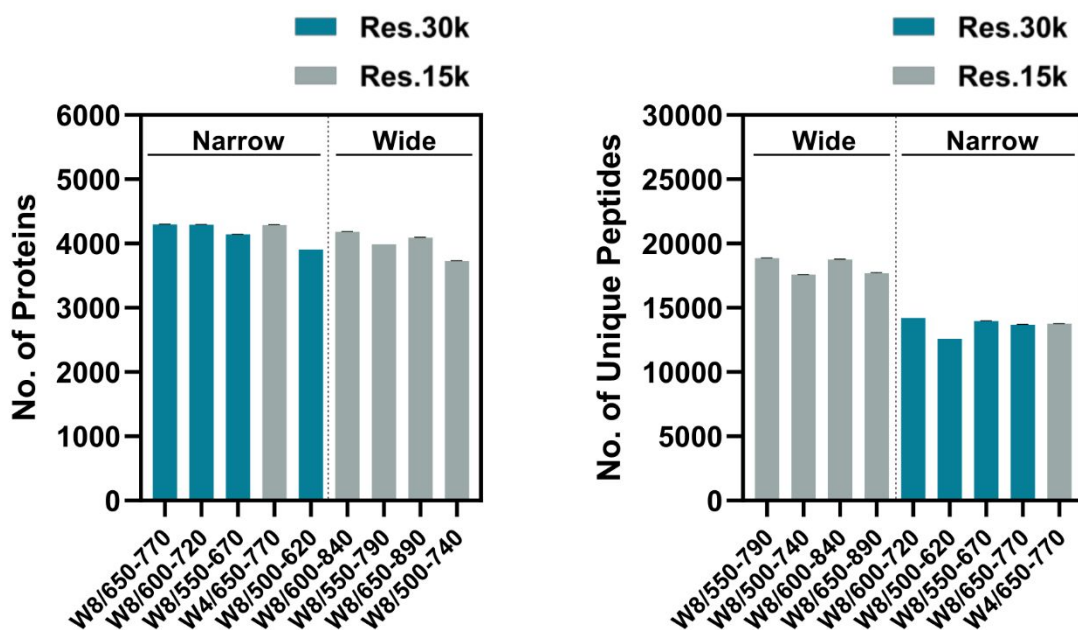 Res.30k
Res.15k
No. of Proteins
6000
5000
4000
3000
2000
1000
0
Narrow
Wide
W8/650-770
W8/600-720
W8/550-670
W4/650-770
W8/500-620
W8/600-840
W8/550-790
W8/650-890
W8/500-740
Res.30k
Res.15k
No. of Unique Peptides
30000
25000
20000
15000
10000
5000
0
Wide
Narrow
W8/550-790
W8/500-740
W8/600-840
W8/650-890
W8/600-720
W8/500-620
W8/550-670
W8/650-770
W4/650-770